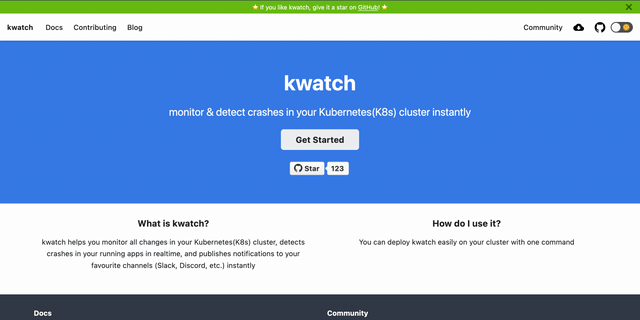 ⭐️ if you like kwatch, give it a star on GitHub! ⭐️
kwatch Docs Contributing Blog Community
kwatch
monitor & detect crashes in your Kubernetes(K8s) cluster instantly
Get Started
Star 123
What is kwatch?
kwatch helps you monitor all changes in your Kubernetes(K8s) cluster, detects
crashes in your running apps in realtime, and publishes notifications to your
favourite channels (Slack, Discord, etc.) instantly
How do I use it?
You can deploy kwatch easily on your cluster with one command
Docs Community